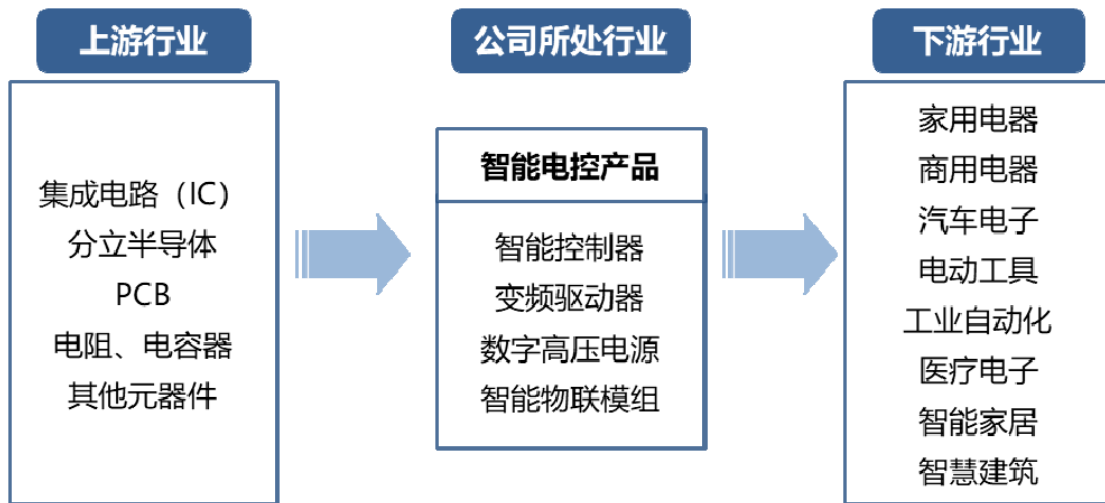 上游行业
集成电路（IC）
分立半导体
PCB
电阻、电容器
其他元器件
公司所处行业
智能电控产品
智能控制器
变频驱动器
数字高压电源
智能物联模组
下游行业
家用电器
商用电器
汽车电子
电动工具
工业自动化
医疗电子
智能家居
智慧建筑